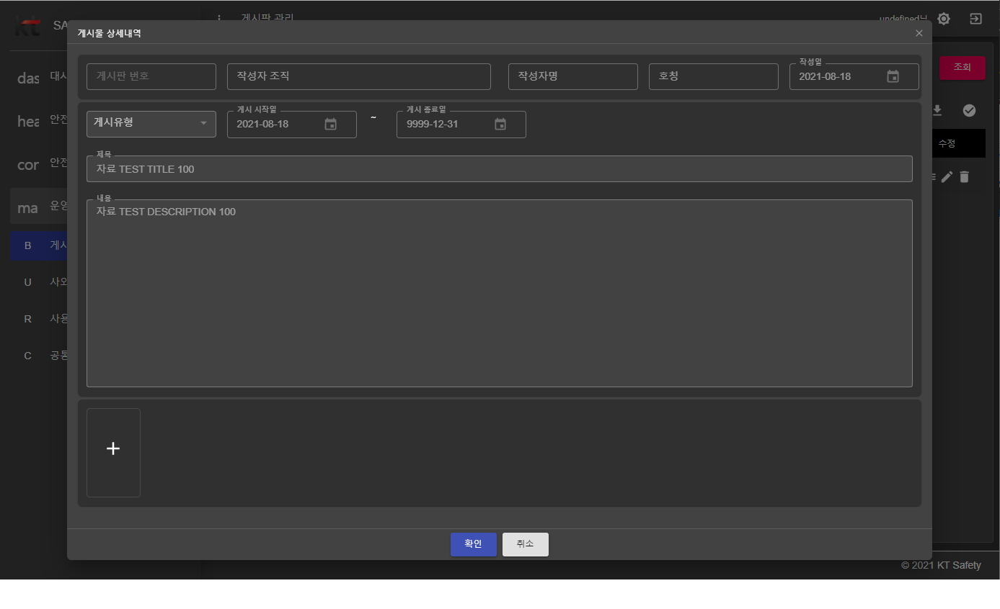 kt SA
게시판 관리
undefined님
게시물 상세내역
das 대시
hea 안전
cor 안전
ma 운영
B 게시
U 사외
R 사용
C 공통
게시판 번호
작성자 조직
작성자명
호칭
작성일
2021-08-18
조회
게시유형
게시 시작일
2021-08-18
~
게시 종료일
9999-12-31
수정
제목
자료 TEST TITLE 100
내용
자료 TEST DESCRIPTION 100
확인
취소
© 2021 KT Safety